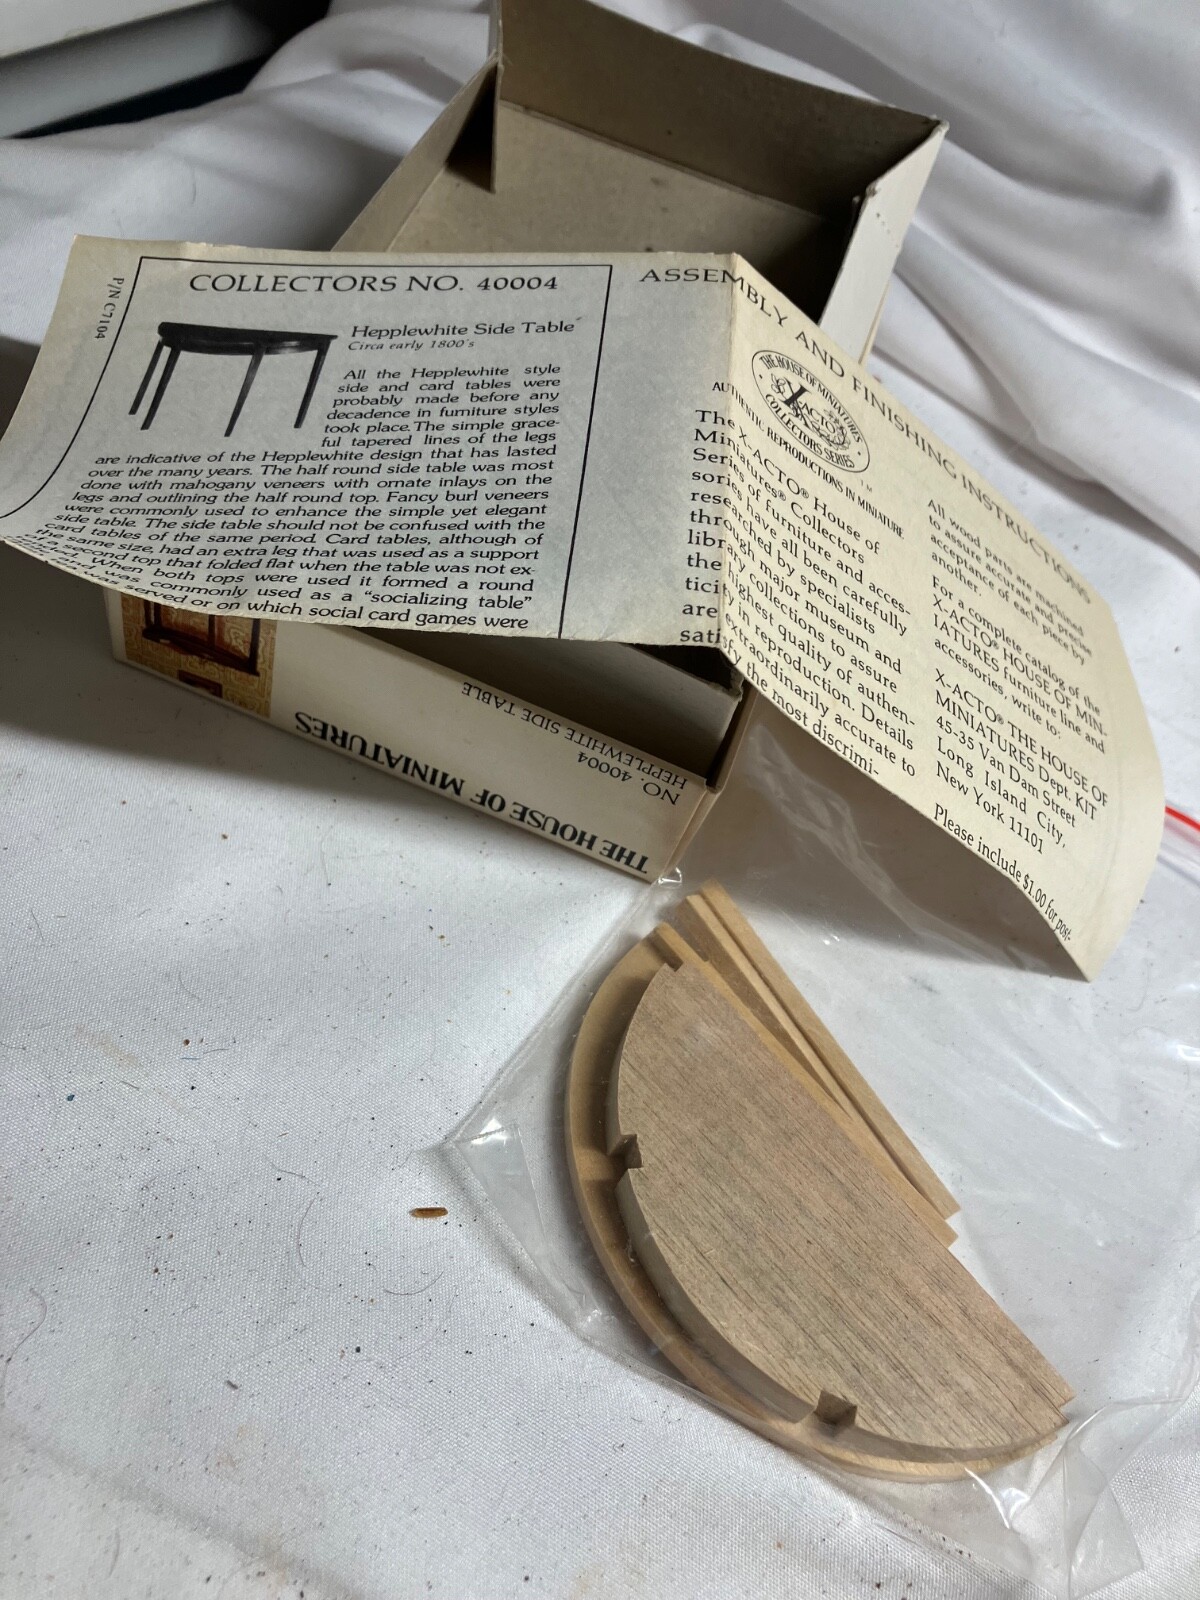 P/N C7104
COLLECTORS NO. 40004
Hepplewhite Side Table
Circa early 1800's
All the Hepplewhite style
side and card tables were
probably made before any
decadence in furniture styles
took place. The simple grace-
ful tapered lines of the legs
are indicative of the Hepplewhite design that has lasted
over the many years. The half round side table was most
done with mahogany veneers with ornate inlays on the
legs and outlining the half round top. Fancy burl veneers
were commonly used to enhance the simple yet elegant
side table. The side table should not be confused with the
card tables of the same period. Card tables, although of
the same size, had an extra leg that was used as a support
a second top that folded flat when the table was not ex-
When both tops were used it formed a round
and was commonly used as a "socializing table"
was served or on which social card games were
ASSEMBLY AND FINISHING INSTRUCTIONS
THE HOUSE OF MINIATURES
X-ACTO
COLLECTORS SERIES
TM
AUTHENTIC REPRODUCTIONS IN MINIATURE
The X-ACTO® House of
Miniatures® Collectors
Series of furniture and acces-
sories have all been carefully
researched by specialists
through major museum and
library collections to assure
the highest quality of authen-
ticity in reproduction. Details
are extraordinarily accurate to
satisfy the most discrimi-
All wood parts are machined
to assure accurate and precise
acceptance of each piece by
another.
For a complete catalog of the
X-ACTO® HOUSE OF MIN-
IATURES furniture line and
accessories, write to:
X-ACTO® THE HOUSE OF
MINIATURES Dept. KIT
45-35 Van Dam Street
Long Island City,
New York 11101
Please include $1.00 for post-
THE HOUSE OF MINIATURES
NO. 40004
HEPPLEWHITE SIDE TABLE